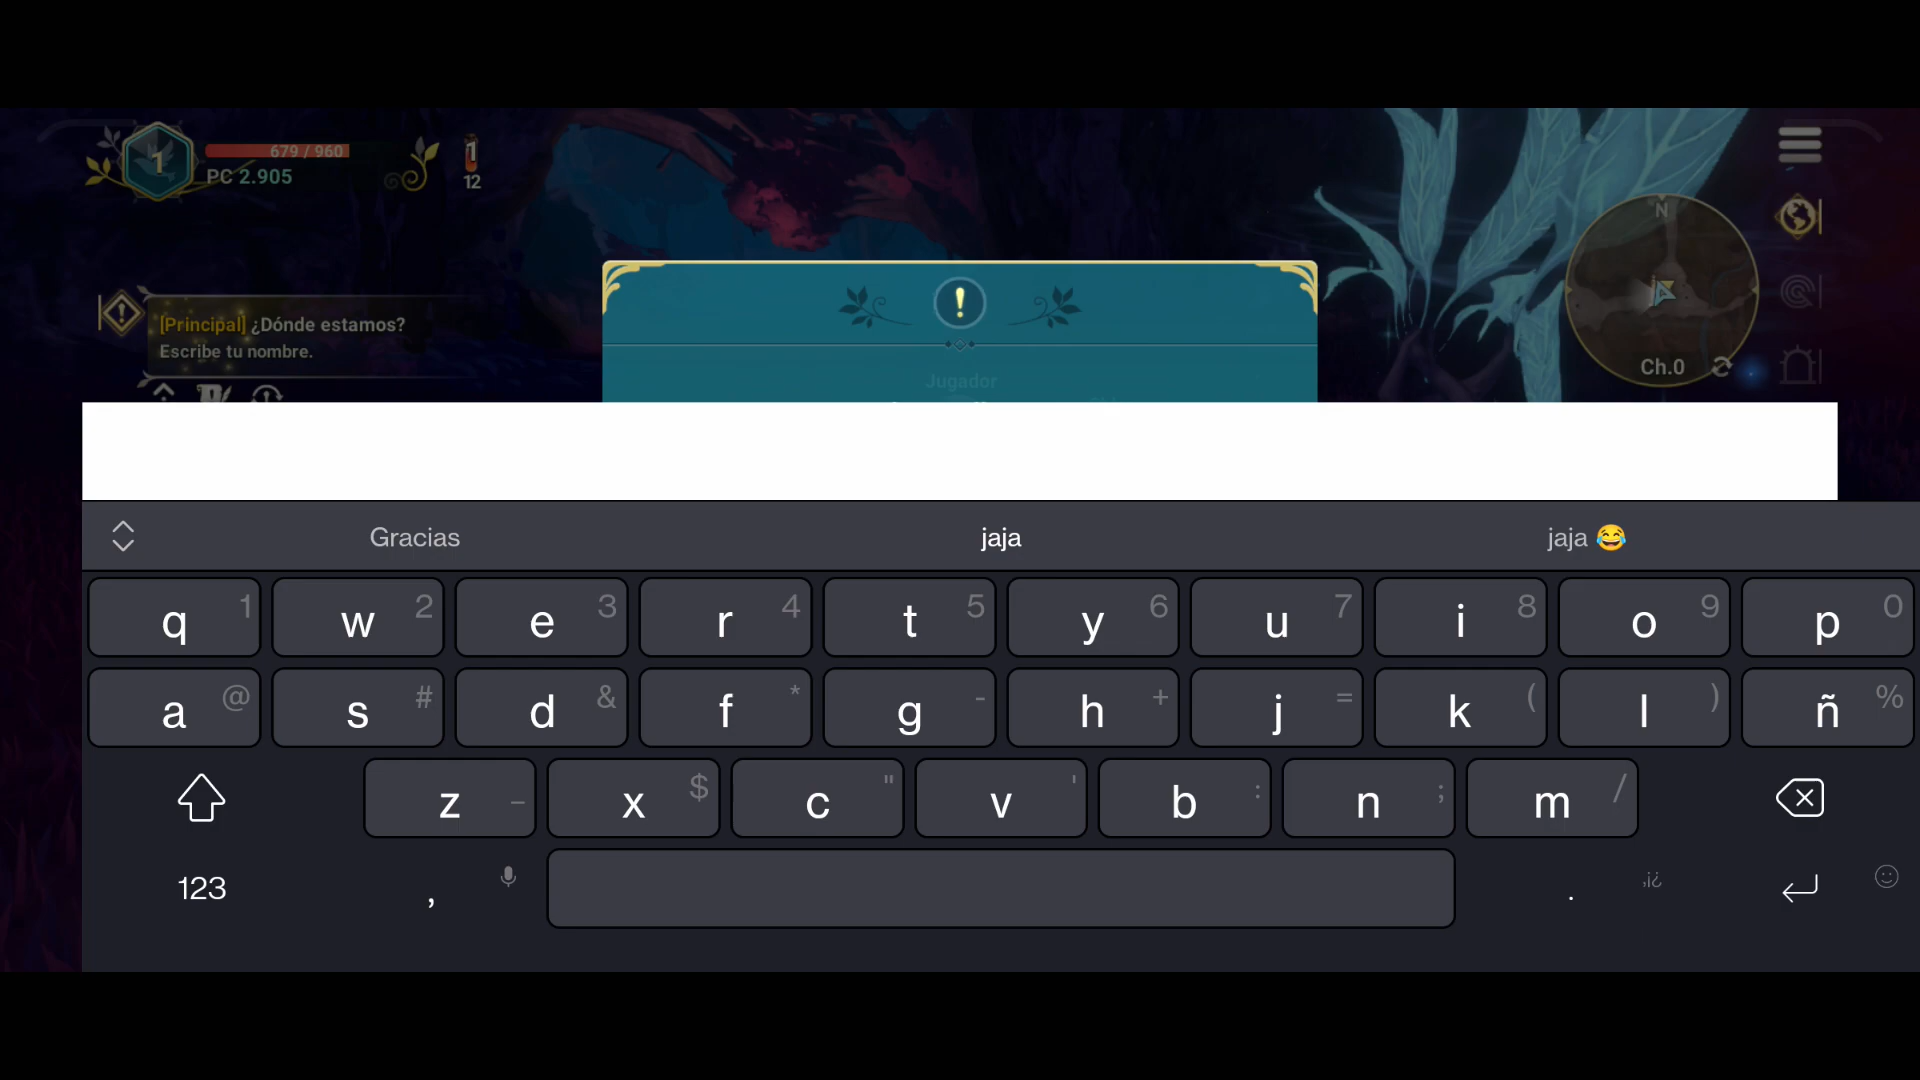 1
679 / 960
PC 2.905
1
12
N
[Principal] ¿Dónde estamos?
Escribe tu nombre.
Jugador
Ch.0
Gracias
jaja
jaja 😂
q 1 w 2 e 3 r 4 t 5 y 6 u 7 i 8 o 9 p 0
a @ s # d & f * g - h + j = k ( l ) ñ %
z _ x $ c " v ' b : n ; m /
123 , . ,¡¿